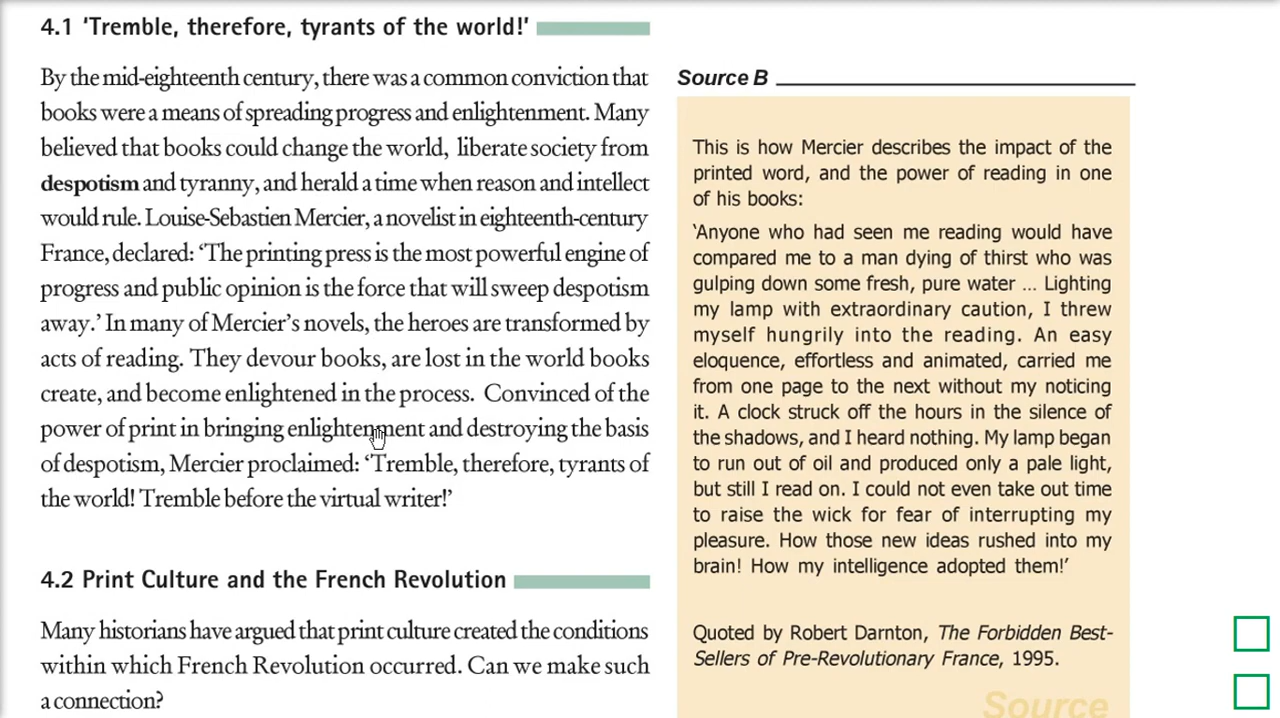 4.1 ‘Tremble, therefore, tyrants of the world!’
By the mid-eighteenth century, there was a common conviction that
books were a means of spreading progress and enlightenment. Many
believed that books could change the world, liberate society from
despotism and tyranny, and herald a time when reason and intellect
would rule. Louise-Sebastien Mercier, a novelist in eighteenth-century
France, declared: ‘The printing press is the most powerful engine of
progress and public opinion is the force that will sweep despotism
away.’ In many of Mercier’s novels, the heroes are transformed by
acts of reading. They devour books, are lost in the world books
create, and become enlightened in the process. Convinced of the
power of print in bringing enlightenment and destroying the basis
of despotism, Mercier proclaimed: ‘Tremble, therefore, tyrants of
the world! Tremble before the virtual writer!’
4.2 Print Culture and the French Revolution
Many historians have argued that print culture created the conditions
within which French Revolution occurred. Can we make such
a connection?
Source B
This is how Mercier describes the impact of the
printed word, and the power of reading in one
of his books:
‘Anyone who had seen me reading would have
compared me to a man dying of thirst who was
gulping down some fresh, pure water ... Lighting
my lamp with extraordinary caution, I threw
myself hungrily into the reading. An easy
eloquence, effortless and animated, carried me
from one page to the next without my noticing
it. A clock struck off the hours in the silence of
the shadows, and I heard nothing. My lamp began
to run out of oil and produced only a pale light,
but still I read on. I could not even take out time
to raise the wick for fear of interrupting my
pleasure. How those new ideas rushed into my
brain! How my intelligence adopted them!’
Quoted by Robert Darnton, The Forbidden Best-
Sellers of Pre-Revolutionary France, 1995.
Source